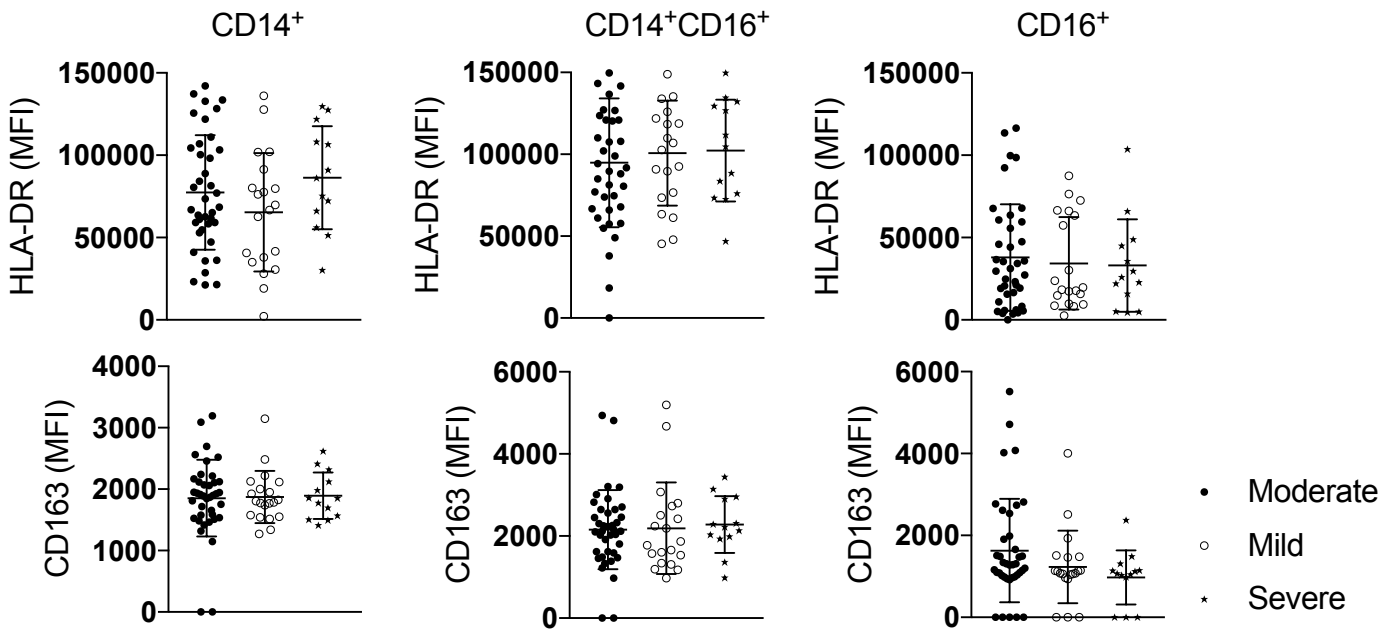 CD14⁺
CD14⁺CD16⁺
CD16⁺
HLA-DR (MFI)
150000
100000
50000
0
HLA-DR (MFI)
150000
100000
50000
0
HLA-DR (MFI)
150000
100000
50000
0
CD163 (MFI)
4000
3000
2000
1000
0
CD163 (MFI)
6000
4000
2000
0
CD163 (MFI)
6000
4000
2000
0
Moderate
Mild
Severe